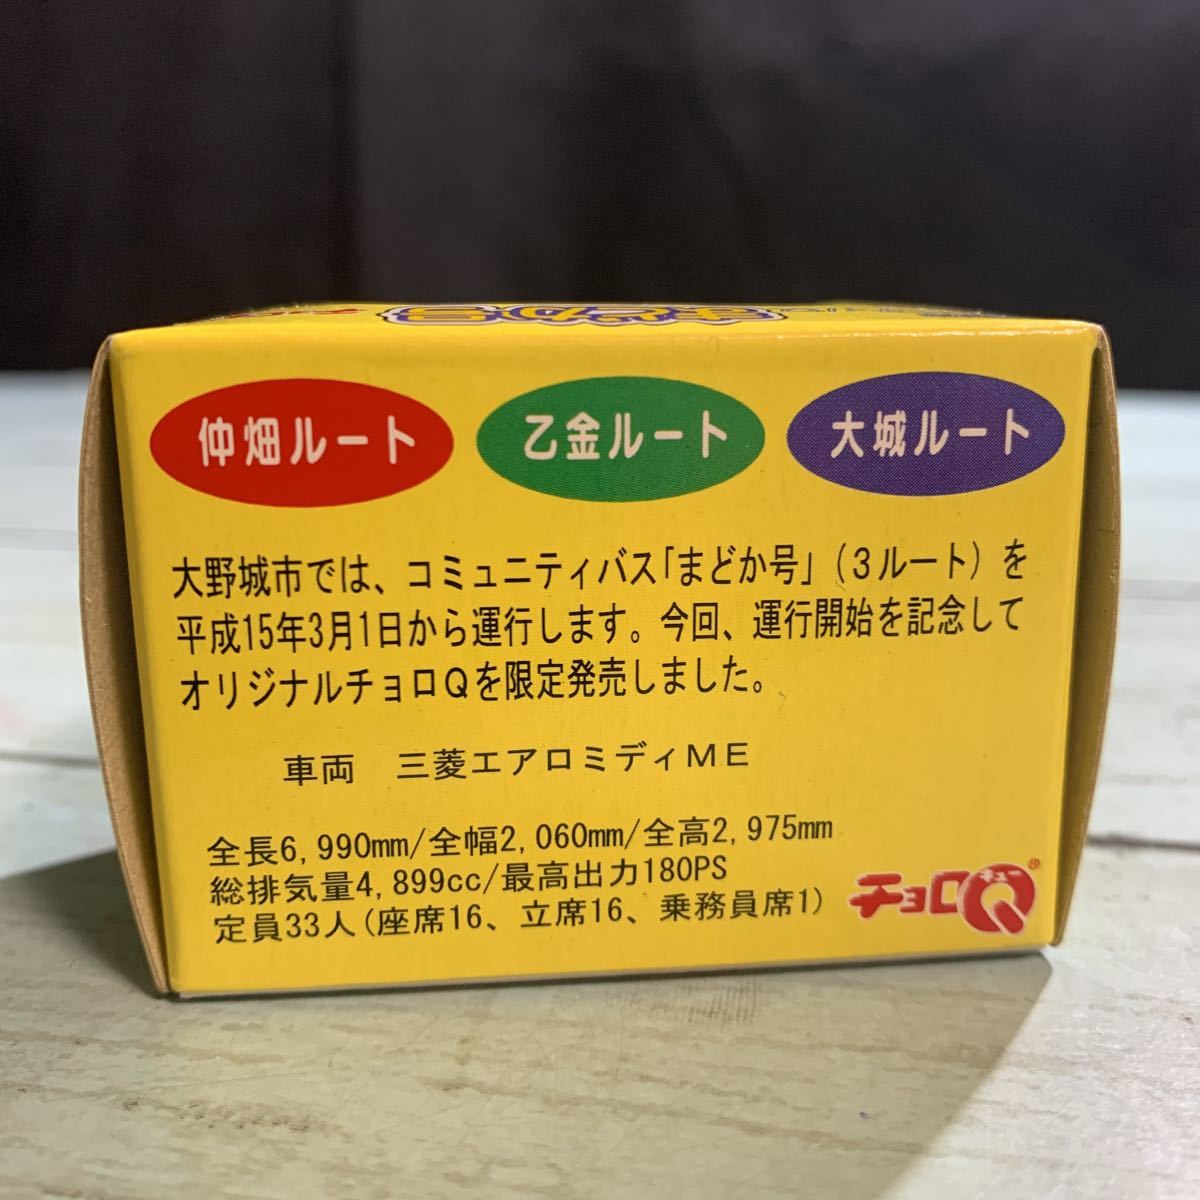 まどか号
仲畑ルート
乙金ルート
大城ルート
大野城市では、コミュニティバス「まどか号」(3ルート)を
平成15年3月1日から運行します。今回、運行開始を記念して
オリジナルチョロQを限定発売しました。
車両　三菱エアロミディME
全長6,990mm/全幅2,060mm/全高2,975mm
総排気量4,899cc/最高出力180PS
定員33人(座席16、立席16、乗務員席1)
チョロQ キュー ®